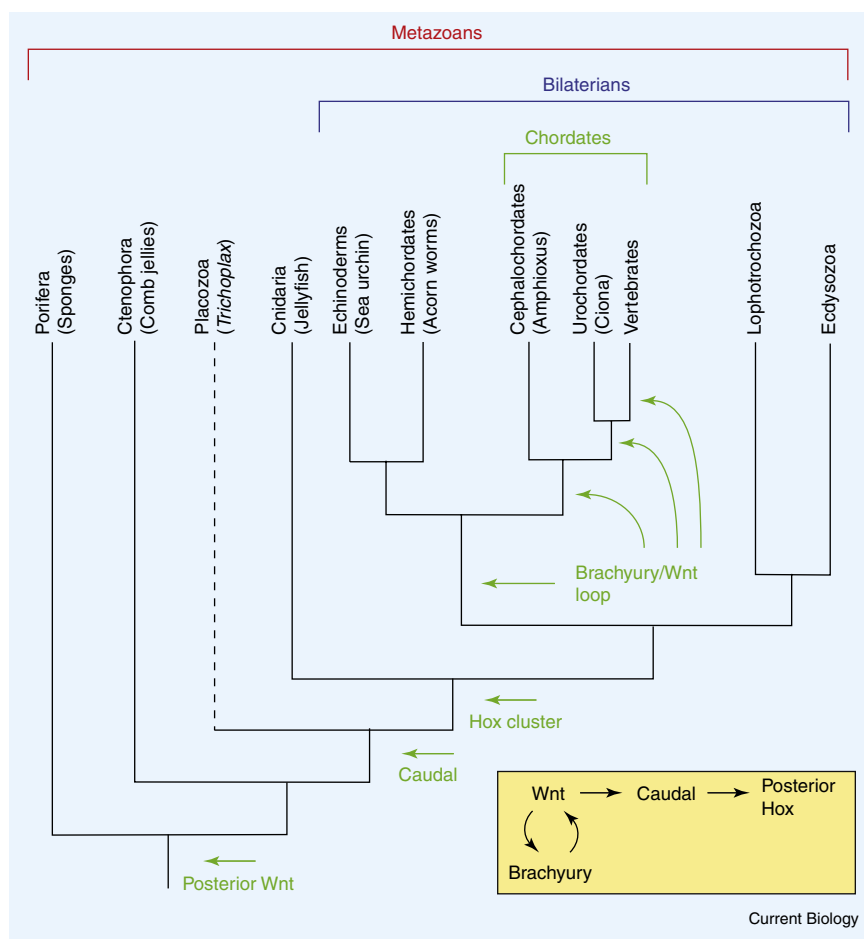 Metazoans
Bilaterians
Chordates
Porifera
(Sponges)
Ctenophora
(Comb jellies)
Placozoa
(Trichoplax)
Cnidaria
(Jellyfish)
Echinoderms
(Sea urchin)
Hemichordates
(Acorn worms)
Cephalochordates
(Amphioxus)
Urochordates
(Ciona)
Vertebrates
Lophotrochozoa
Ecdysozoa
Brachyury/Wnt
loop
Hox cluster
Caudal
Posterior Wnt
Wnt
Caudal
Posterior
Hox
Brachyury
Current Biology